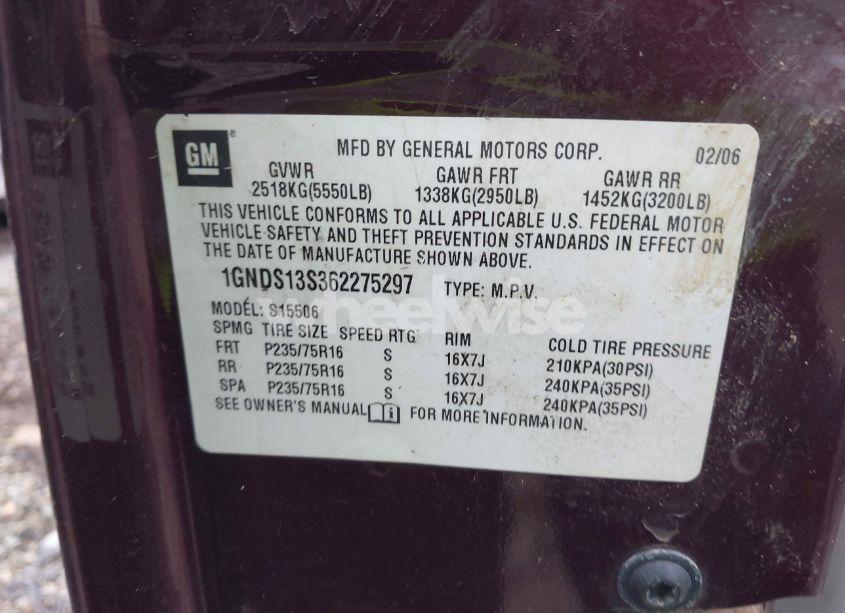 GM
®
MFD BY GENERAL MOTORS CORP. 02/06
GVWR GAWR FRT GAWR RR
2518KG(5550LB) 1338KG(2950LB) 1452KG(3200LB)
THIS VEHICLE CONFORMS TO ALL APPLICABLE U.S. FEDERAL MOTOR
VEHICLE SAFETY AND THEFT PREVENTION STANDARDS IN EFFECT ON
THE DATE OF MANUFACTURE SHOWN ABOVE.
1GNDS13S362275297 TYPE: M.P.V.
wheelwise
MODEL: S15506
SPMG TIRE SIZE SPEED RTG RIM COLD TIRE PRESSURE
FRT P235/75R16 S 16X7J 210KPA(30PSI)
RR P235/75R16 S 16X7J 240KPA(35PSI)
SPA P235/75R16 S 16X7J 240KPA(35PSI)
SEE OWNER'S MANUAL FOR MORE INFORMATION.